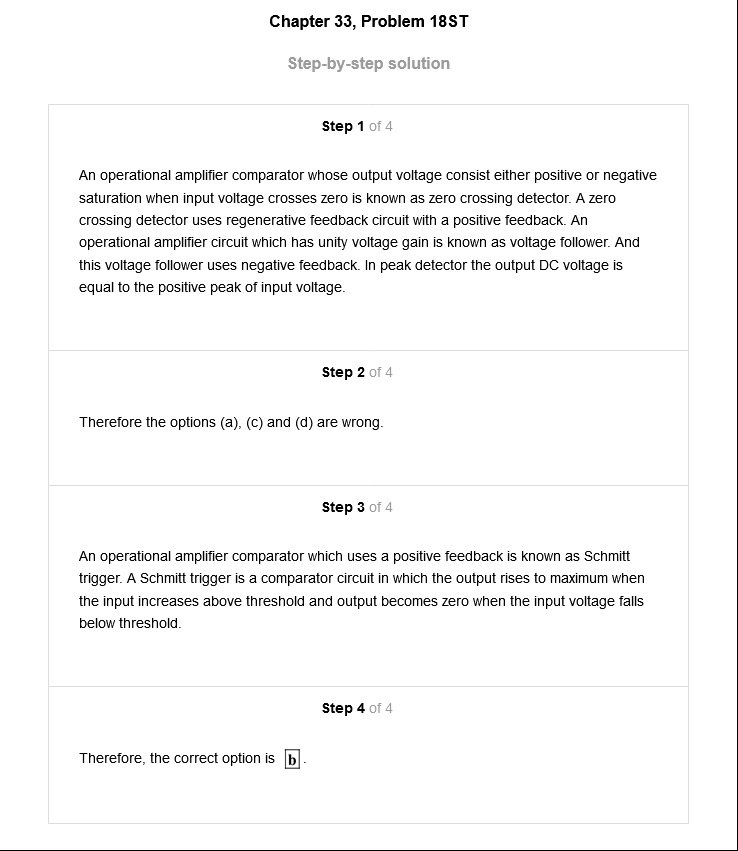 Chapter 33, Problem 18ST
Step-by-step solution
Step 1 of 4
An operational amplifier comparator whose output voltage consist either positive or negative
saturation when input voltage crosses zero is known as zero crossing detector. A zero
crossing detector uses regenerative feedback circuit with a positive feedback. An
operational amplifier circuit which has unity voltage gain is known as voltage follower. And
this voltage follower uses negative feedback. In peak detector the output DC voltage is
equal to the positive peak of input voltage.
Step 2 of 4
Therefore the options (a), (c) and (d) are wrong.
Step 3 of 4
An operational amplifier comparator which uses a positive feedback is known as Schmitt
trigger. A Schmitt trigger is a comparator circuit in which the output rises to maximum when
the input increases above threshold and output becomes zero when the input voltage falls
below threshold.
Step 4 of 4
Therefore, the correct option is b.